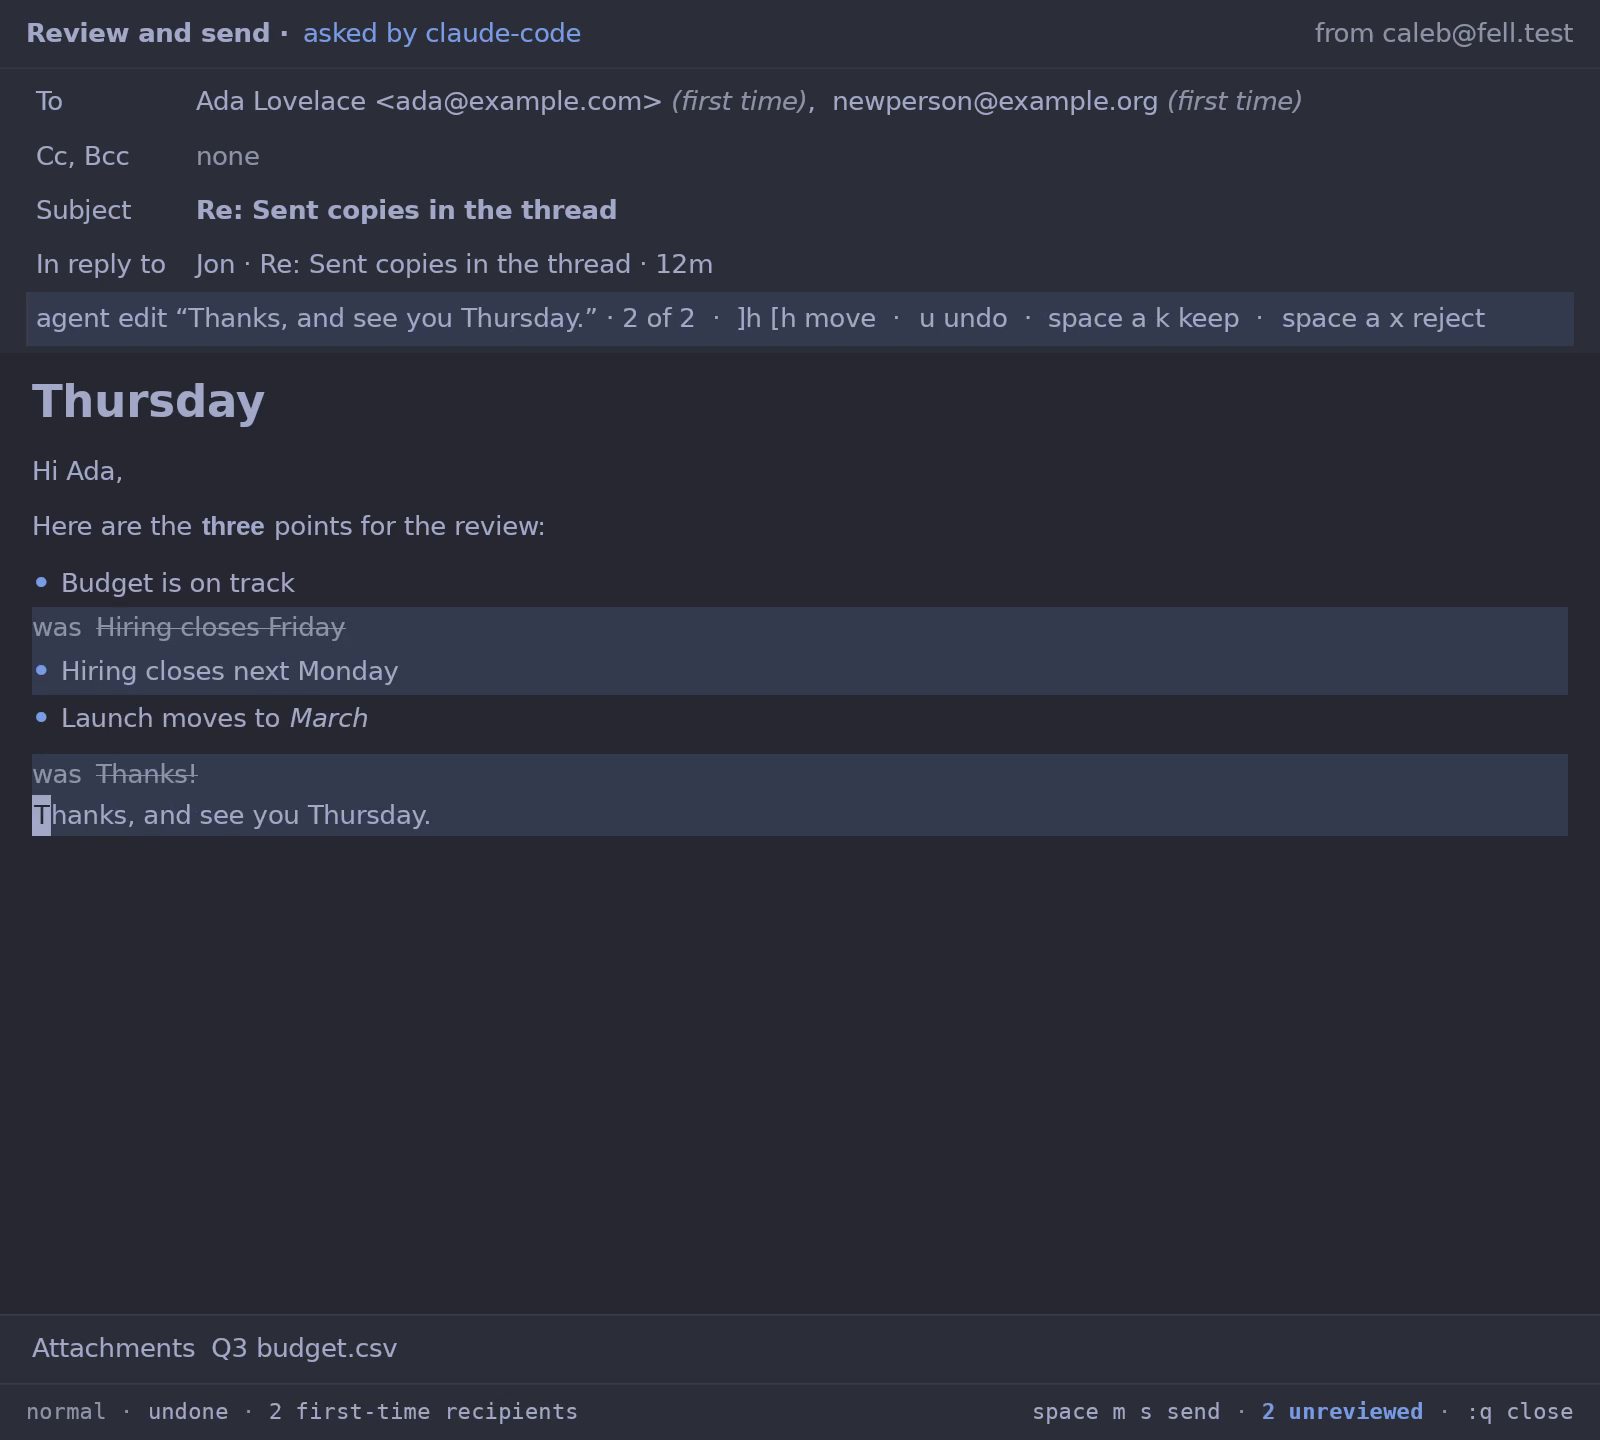 Review and send · asked by claude-code from caleb@fell.test
To Ada Lovelace <ada@example.com> (first time), newperson@example.org (first time)
Cc, Bcc none
Subject Re: Sent copies in the thread
In reply to Jon · Re: Sent copies in the thread · 12m
agent edit “Thanks, and see you Thursday.” · 2 of 2 · ]h [h move · u undo · space a k keep · space a x reject
Thursday
Hi Ada,
Here are the three points for the review:
• Budget is on track
was Hiring closes Friday
• Hiring closes next Monday
• Launch moves to March
was Thanks!
Thanks, and see you Thursday.
Attachments Q3 budget.csv
normal · undone · 2 first-time recipients space m s send · 2 unreviewed · :q close